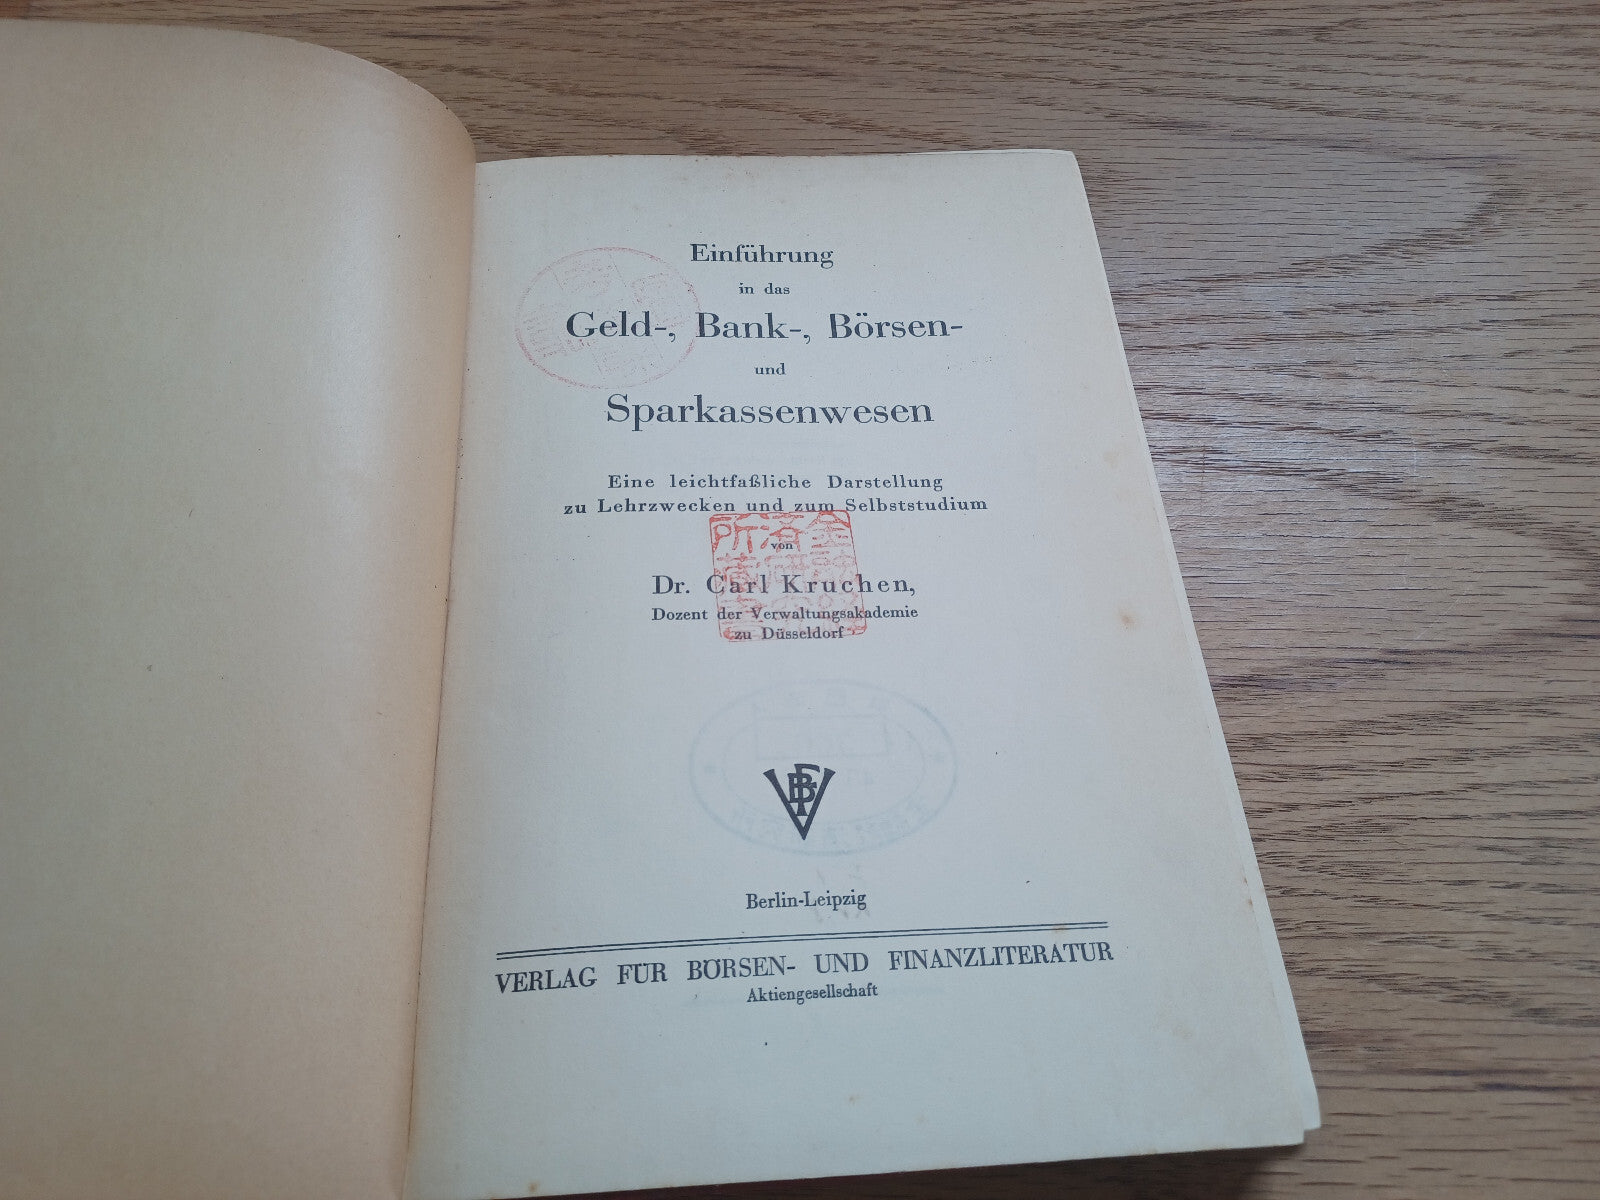 Einführung
in das
Geld-, Bank-, Börsen-
und
Sparkassenwesen
Eine leichtfaßliche Darstellung
zu Lehrzwecken und zum Selbststudium
von
Dr. Carl Kruchen,
Dozent der Verwaltungsakademie
zu Düsseldorf
Berlin-Leipzig
VERLAG FÜR BÖRSEN- UND FINANZLITERATUR
Aktiengesellschaft